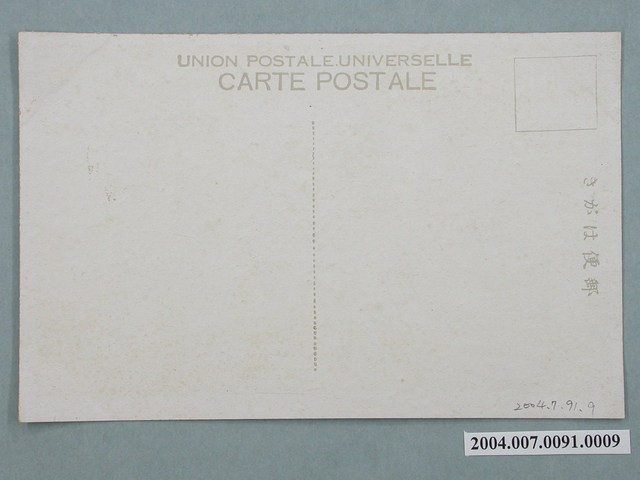 UNION POSTALE.UNIVERSELLE
CARTE POSTALE
きがは便郵
2004.7.91.9
2004.007.0091.0009